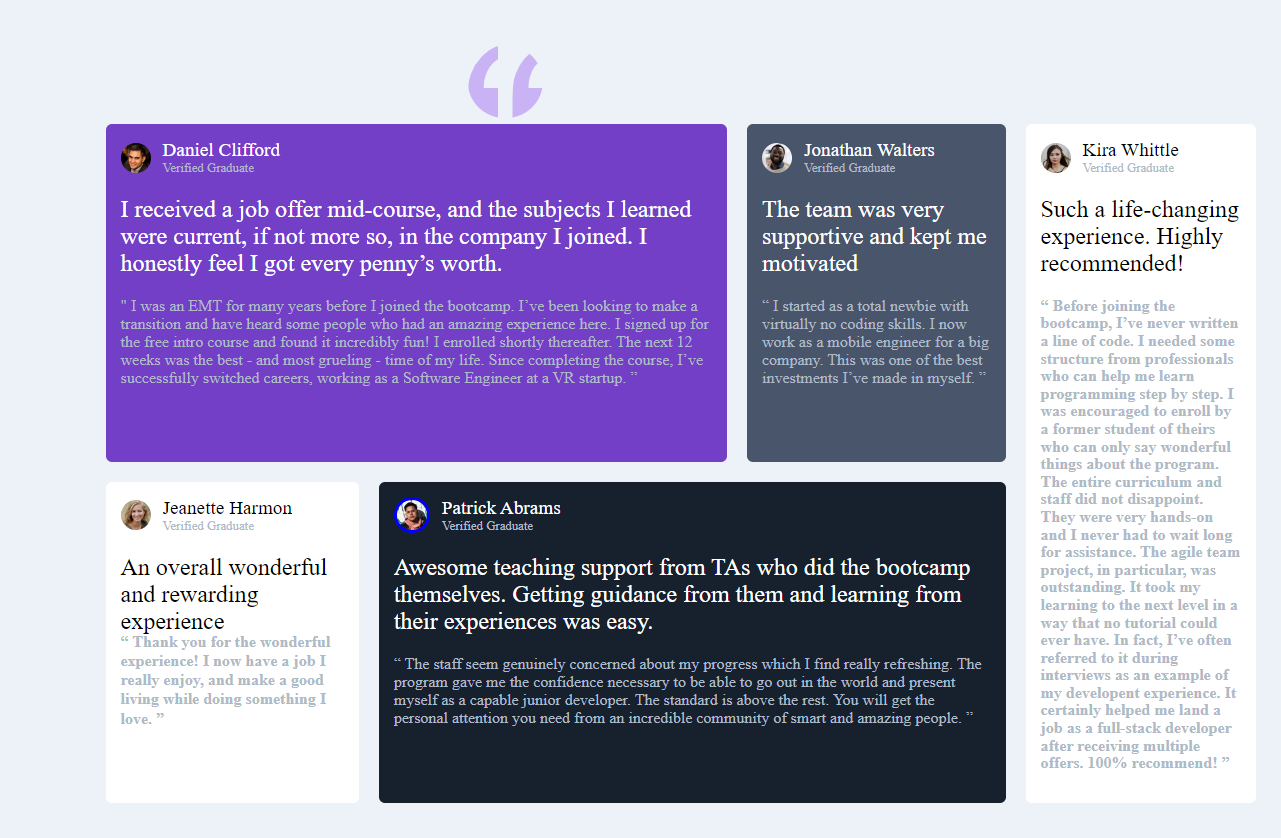 Daniel Clifford
Verified Graduate
I received a job offer mid-course, and the subjects I learned
were current, if not more so, in the company I joined. I
honestly feel I got every penny’s worth.
" I was an EMT for many years before I joined the bootcamp. I’ve been looking to make a
transition and have heard some people who had an amazing experience here. I signed up for
the free intro course and found it incredibly fun! I enrolled shortly thereafter. The next 12
weeks was the best - and most grueling - time of my life. Since completing the course, I’ve
successfully switched careers, working as a Software Engineer at a VR startup. ”
Jonathan Walters
Verified Graduate
The team was very
supportive and kept me
motivated
“ I started as a total newbie with
virtually no coding skills. I now
work as a mobile engineer for a big
company. This was one of the best
investments I’ve made in myself. ”
Kira Whittle
Verified Graduate
Such a life-changing
experience. Highly
recommended!
“ Before joining the
bootcamp, I’ve never written
a line of code. I needed some
structure from professionals
who can help me learn
programming step by step. I
was encouraged to enroll by
a former student of theirs
who can only say wonderful
things about the program.
The entire curriculum and
staff did not disappoint.
They were very hands-on
and I never had to wait long
for assistance. The agile team
project, in particular, was
outstanding. It took my
learning to the next level in a
way that no tutorial could
ever have. In fact, I’ve often
referred to it during
interviews as an example of
my developent experience. It
certainly helped me land a
job as a full-stack developer
after receiving multiple
offers. 100% recommend! ”
Jeanette Harmon
Verified Graduate
An overall wonderful
and rewarding
experience
“ Thank you for the wonderful
experience! I now have a job I
really enjoy, and make a good
living while doing something I
love. ”
Patrick Abrams
Verified Graduate
Awesome teaching support from TAs who did the bootcamp
themselves. Getting guidance from them and learning from
their experiences was easy.
“ The staff seem genuinely concerned about my progress which I find really refreshing. The
program gave me the confidence necessary to be able to go out in the world and present
myself as a capable junior developer. The standard is above the rest. You will get the
personal attention you need from an incredible community of smart and amazing people. ”